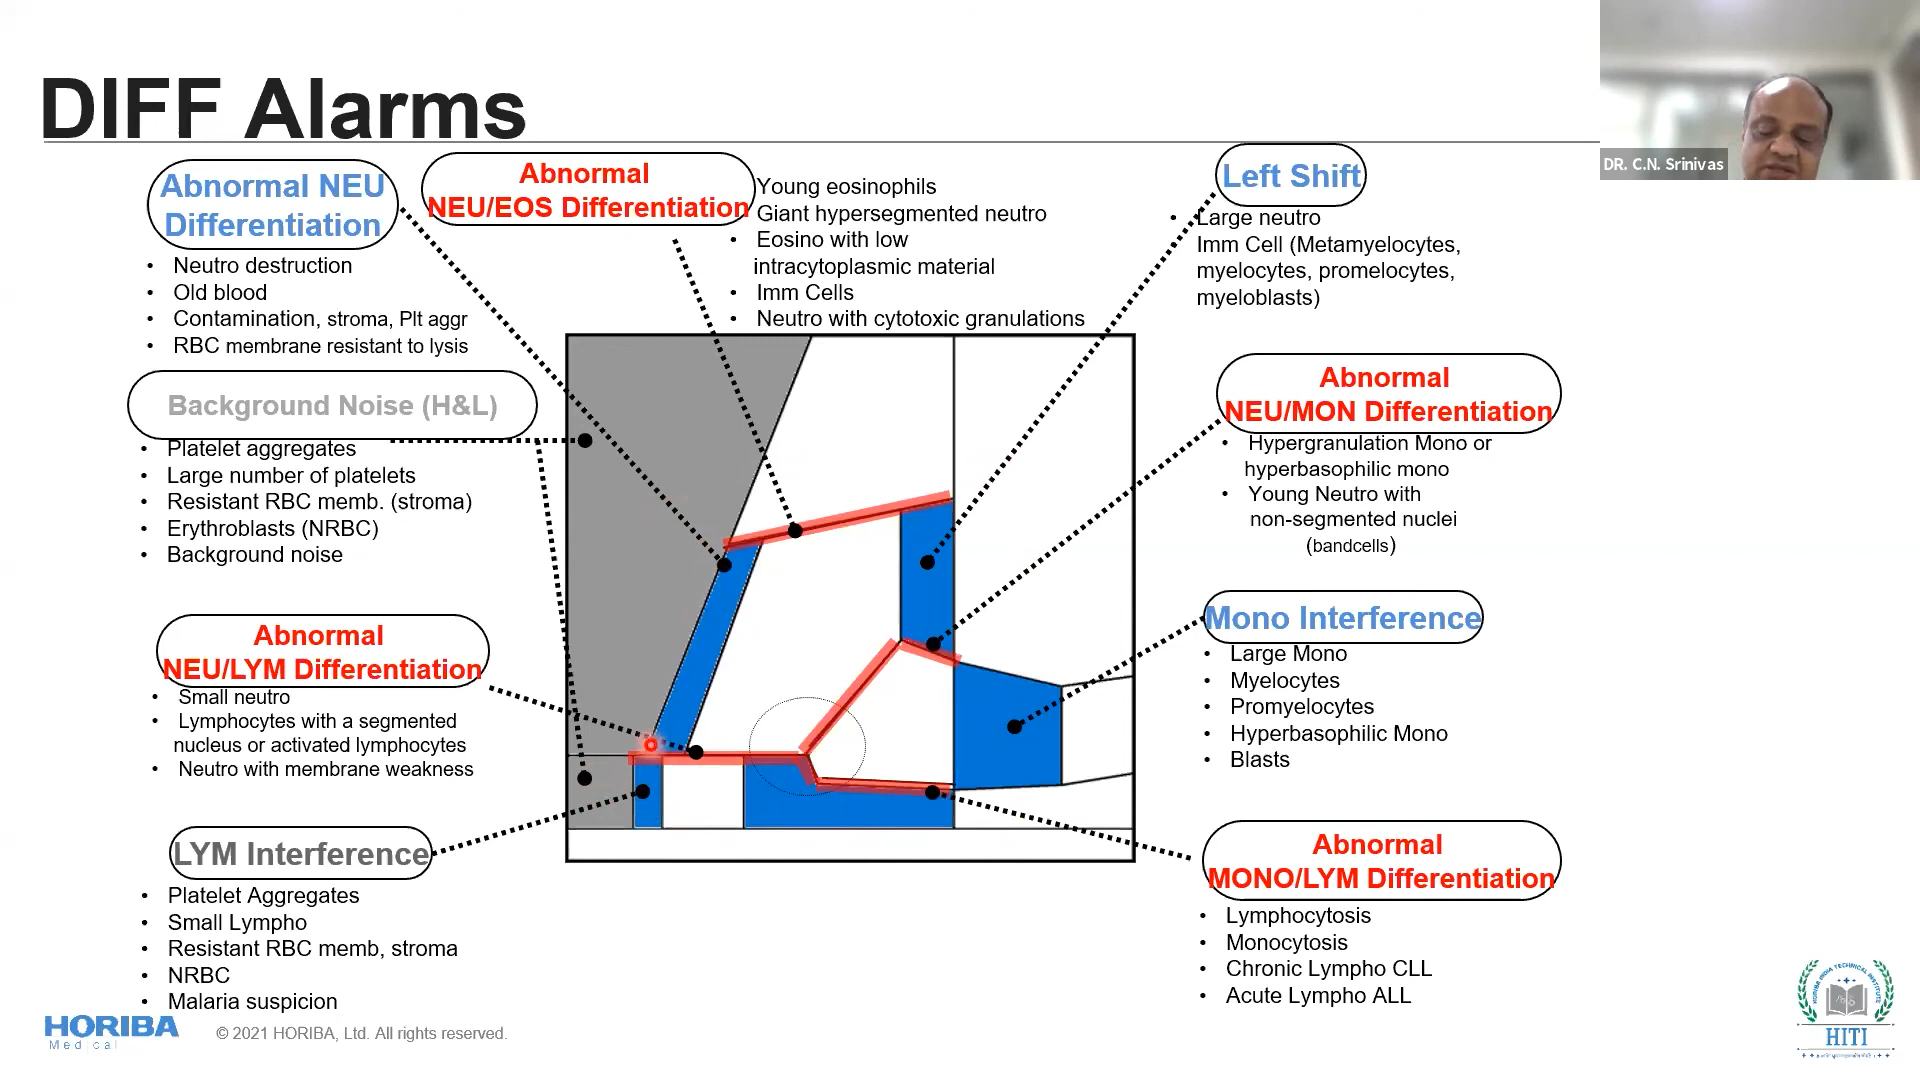 DIFF Alarms
DR. C.N. Srinivas
Abnormal NEU
Differentiation
• Neutro destruction
• Old blood
• Contamination, stroma, Plt aggr
• RBC membrane resistant to lysis
Abnormal
NEU/EOS Differentiation
Young eosinophils
Giant hypersegmented neutro
• Eosino with low
intracytoplasmic material
• Imm Cells
• Neutro with cytotoxic granulations
Left Shift
• Large neutro
Imm Cell (Metamyelocytes,
myelocytes, promelocytes,
myeloblasts)
Background Noise (H&L)
• Platelet aggregates
• Large number of platelets
• Resistant RBC memb. (stroma)
• Erythroblasts (NRBC)
• Background noise
Abnormal
NEU/MON Differentiation
• Hypergranulation Mono or
hyperbasophilic mono
• Young Neutro with
non-segmented nuclei
(bandcells)
Abnormal
NEU/LYM Differentiation
• Small neutro
• Lymphocytes with a segmented
nucleus or activated lymphocytes
• Neutro with membrane weakness
Mono Interference
• Large Mono
• Myelocytes
• Promyelocytes
• Hyperbasophilic Mono
• Blasts
LYM Interference
• Platelet Aggregates
• Small Lympho
• Resistant RBC memb, stroma
• NRBC
• Malaria suspicion
Abnormal
MONO/LYM Differentiation
• Lymphocytosis
• Monocytosis
• Chronic Lympho CLL
• Acute Lympho ALL
HORIBA
Medical
© 2021 HORIBA, Ltd. All rights reserved.
HORIBA INDIA TECHNICAL INSTITUTE
HITI